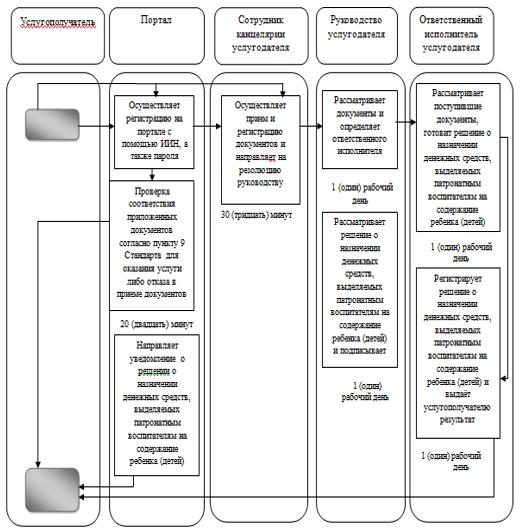 Услугополучатель
Портал
Сотрудник
канцелярии
услугодателя
Руководство
услугодателя
Ответственный
исполнитель
услугодателя
Осуществляет
регистрацию на
портале с
помощью ИИН, а
также пароля
Проверка
соответствия
приложенных
документов
согласно пункту 9
Стандарта для
оказания услуги
либо отказа в
приеме документов
20 (двадцать) минут
Направляет
уведомление о
решении о
назначении
денежных средств,
выделяемых
патронатным
воспитателям на
содержание
ребенка (детей)
Осуществляет
прием и
регистрацию
документов и
направляет на
резолюцию
руководству
30 (тридцать) минут
Рассматривает
документы и
определяет
ответственного
исполнителя
1 (один) рабочий
день
Рассматривает
решение о
назначении
денежных
средств,
выделяемых
патронатным
воспитателям на
содержание
ребенка (детей)
и подписывает
1 (один)
рабочий день
Рассматривает
поступившие
документы,
готовит решение о
назначении
денежных средств,
выделяемых
патронатным
воспитателям на
содержание
ребенка (детей)
1 (один) рабочий
день
Регистрирует
решение о
назначении
денежных средств,
выделяемых
патронатным
воспитателям на
содержание
ребенка (детей) и
выдаёт
услугополучателю
результат
1 (один) рабочий
день